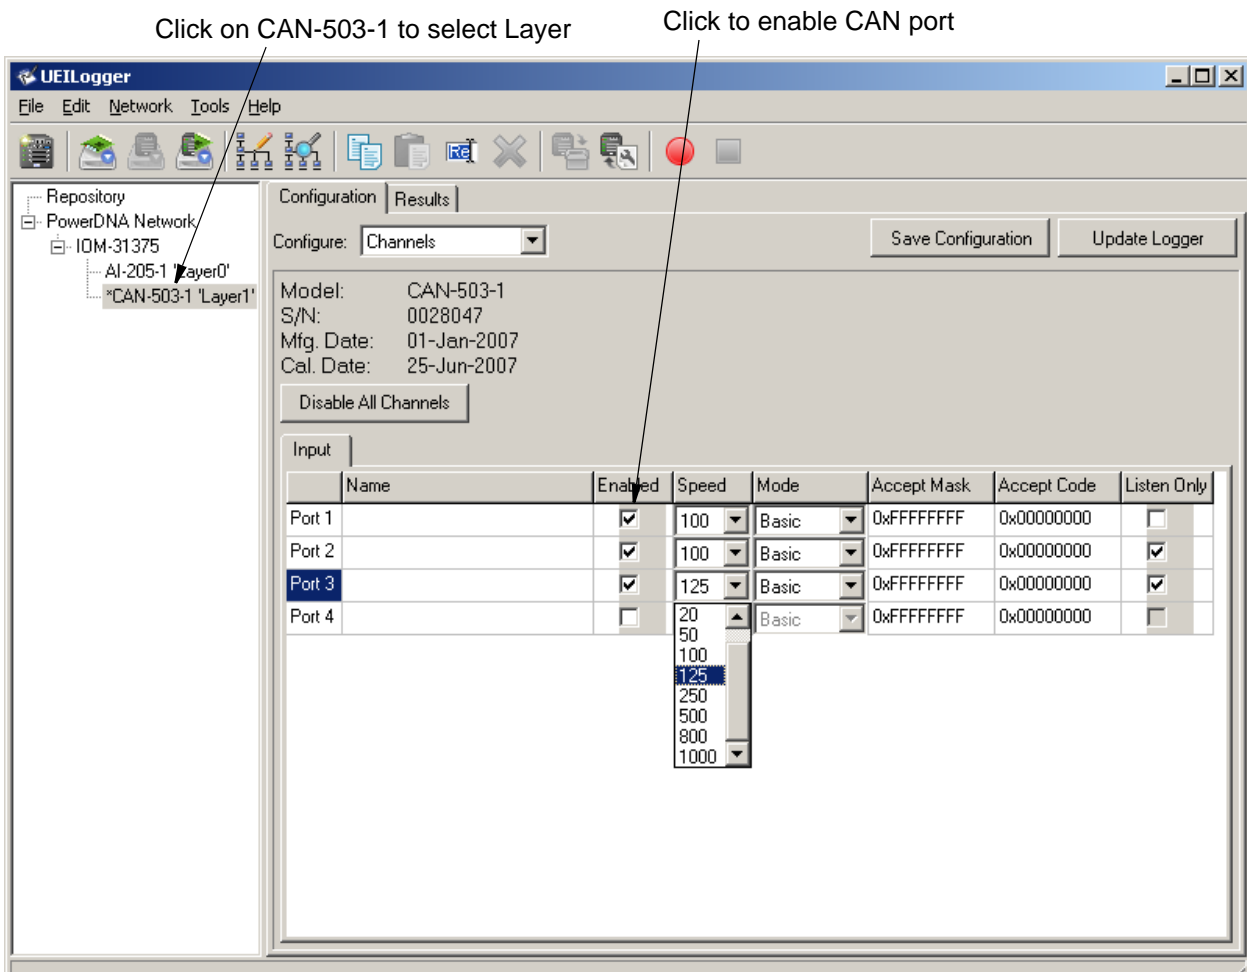 Click on CAN-503-1 to select Layer
Click to enable CAN port
UEILogger
File Edit Network Tools Help
Repository
PowerDNA Network
IOM-31375
AI-205-1 'Layer0'
*CAN-503-1 'Layer1'
Configuration Results
Configure: Channels
Save Configuration Update Logger
Model: CAN-503-1
S/N: 0028047
Mfg. Date: 01-Jan-2007
Cal. Date: 25-Jun-2007
Disable All Channels
Input
Name Enabled Speed Mode Accept Mask Accept Code Listen Only
Port 1 100 Basic 0xFFFFFFFF 0x00000000
Port 2 100 Basic 0xFFFFFFFF 0x00000000
Port 3 125 Basic 0xFFFFFFFF 0x00000000
Port 4 Basic 0xFFFFFFFF 0x00000000
20
50
100
125
250
500
800
1000